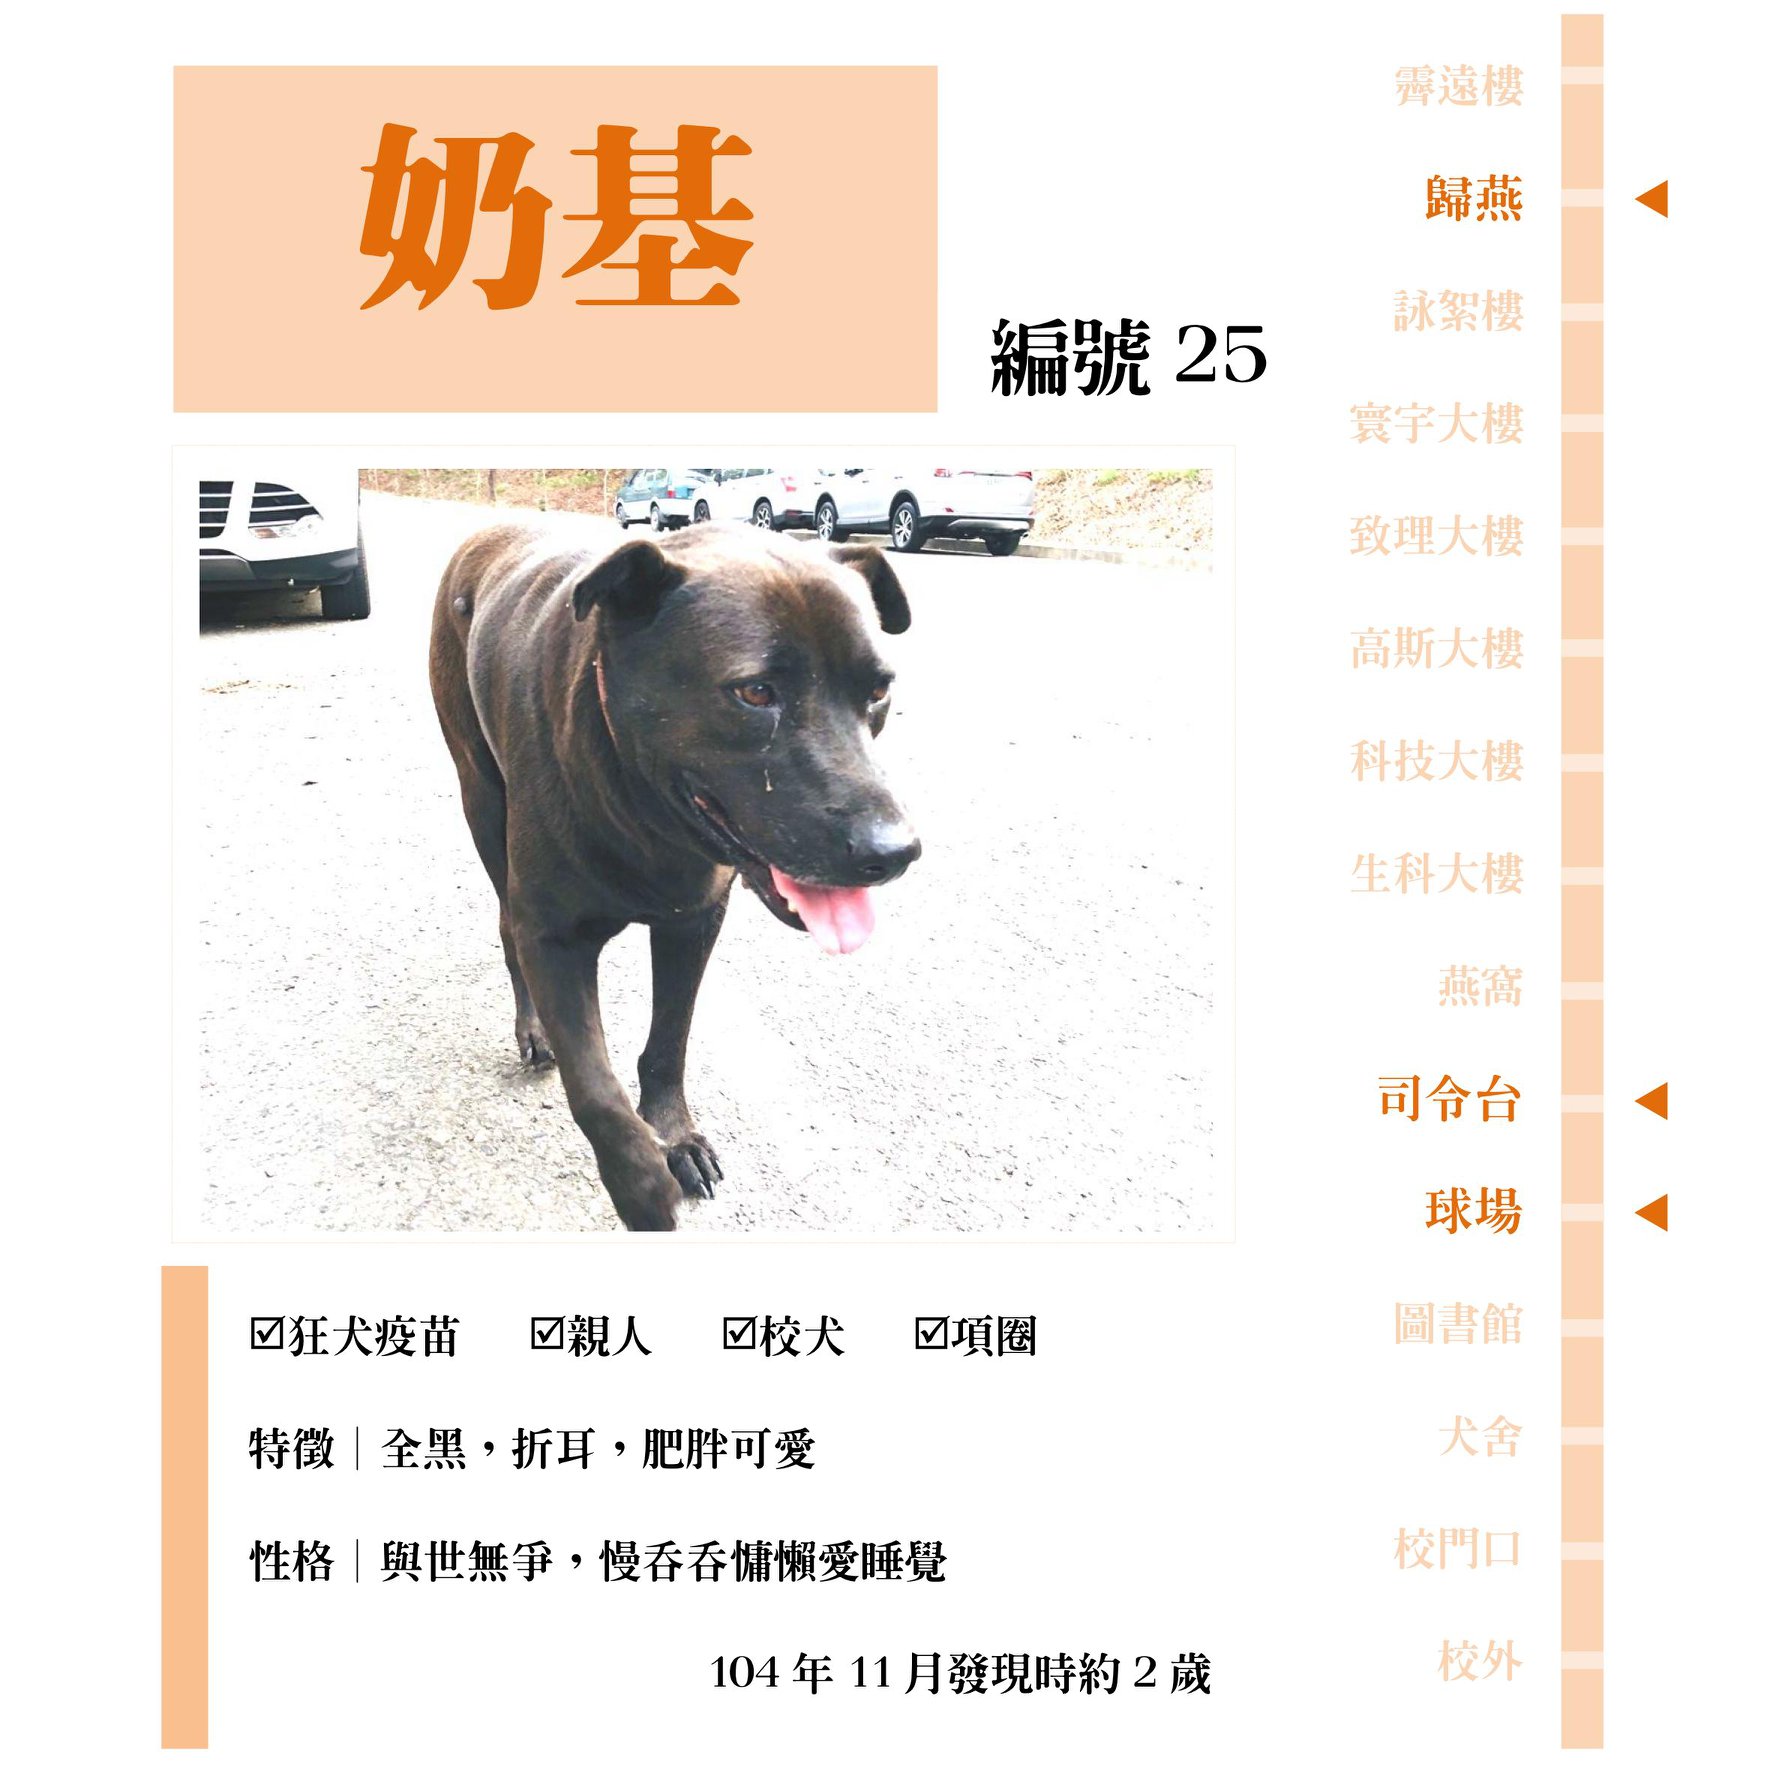 奶基
編號 25
霽遠樓
歸燕
詠絮樓
寰宇大樓
致理大樓
高斯大樓
科技大樓
生科大樓
燕窩
司令台
球場
圖書館
犬舍
校門口
校外
☑狂犬疫苗 ☑親人 ☑校犬 ☑項圈
特徵｜全黑，折耳，肥胖可愛
性格｜與世無爭，慢吞吞慵懶愛睡覺
104 年 11 月發現時約 2 歲